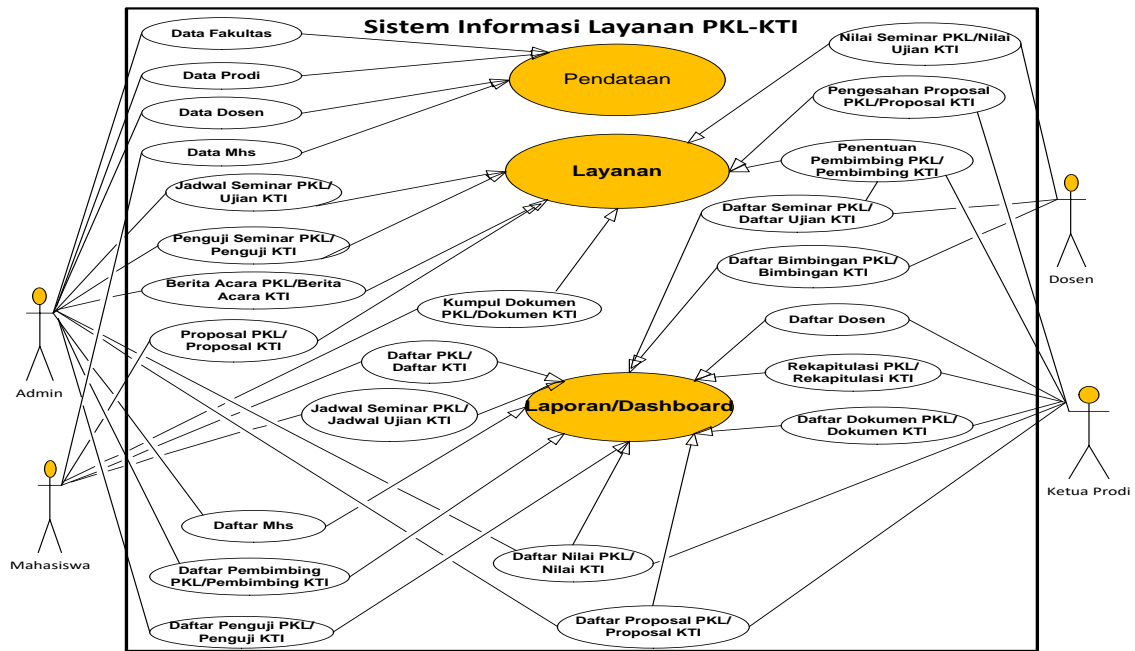 Sistem Informasi Layanan PKL-KTI
Data Fakultas
Data Prodi
Data Dosen
Data Mhs
Jadwal Seminar PKL/
Ujian KTI
Penguji Seminar PKL/
Penguji KTI
Berita Acara PKL/Berita
Acara KTI
Proposal PKL/
Proposal KTI
Pendataan
Layanan
Kumpul Dokumen
PKL/Dokumen KTI
Daftar PKL/
Daftar KTI
Jadwal Seminar PKL/
Jadwal Ujian KTI
Laporan/Dashboard
Nilai Seminar PKL/Nilai
Ujian KTI
Pengesahan Proposal
PKL/Proposal KTI
Penentuan
Pembimbing PKL/
Pembimbing KTI
Daftar Seminar PKL/
Daftar Ujian KTI
Daftar Bimbingan PKL/
Bimbingan KTI
Daftar Dosen
Rekapitulasi PKL/
Rekapitulasi KTI
Daftar Dokumen PKL/
Dokumen KTI
Daftar Mhs
Daftar Pembimbing
PKL/Pembimbing KTI
Daftar Penguji PKL/
Penguji KTI
Daftar Nilai PKL/
Nilai KTI
Daftar Proposal PKL/
Proposal KTI
Admin
Mahasiswa
Dosen
Ketua Prodi